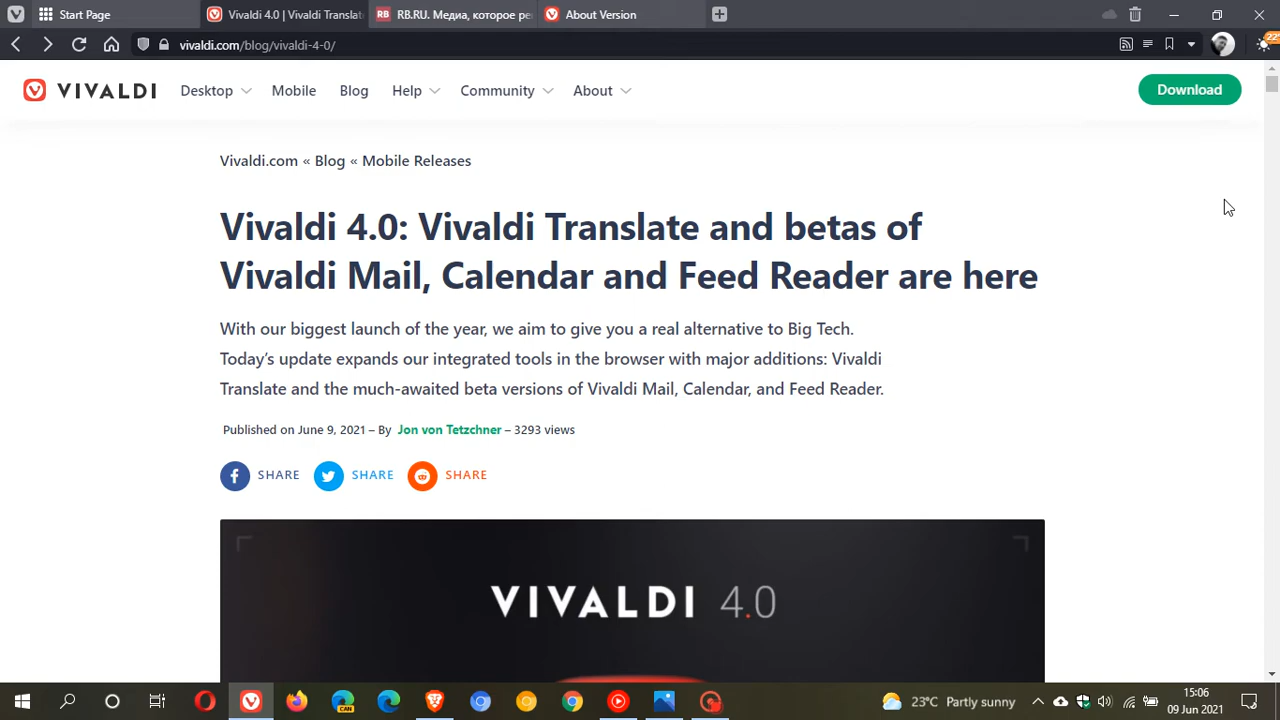 Start Page
Vivaldi 4.0 | Vivaldi Translat
RB.RU. Медиа, которое ре
About Version
vivaldi.com/blog/vivaldi-4-0/
22°
VIVALDI
Desktop
Mobile
Blog
Help
Community
About
Download
Vivaldi.com « Blog « Mobile Releases
Vivaldi 4.0: Vivaldi Translate and betas of
Vivaldi Mail, Calendar and Feed Reader are here
With our biggest launch of the year, we aim to give you a real alternative to Big Tech.
Today’s update expands our integrated tools in the browser with major additions: Vivaldi
Translate and the much-awaited beta versions of Vivaldi Mail, Calendar, and Feed Reader.
Published on June 9, 2021 – By Jon von Tetzchner – 3293 views
SHARE
SHARE
SHARE
VIVALDI 4.0
CAN
23°C Partly sunny
15:06
09 Jun 2021